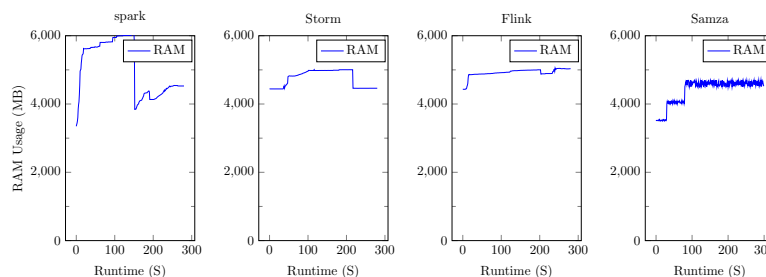 spark
Storm
Flink
Samza
RAM Usage (MB)
6,000
4,000
2,000
0
RAM
0 100 200 300
Runtime (S)
6,000
4,000
2,000
0
RAM
0 100 200 300
Runtime (S)
6,000
4,000
2,000
0
RAM
0 100 200 300
Runtime (S)
6,000
4,000
2,000
0
RAM
0 100 200 300
Runtime (S)